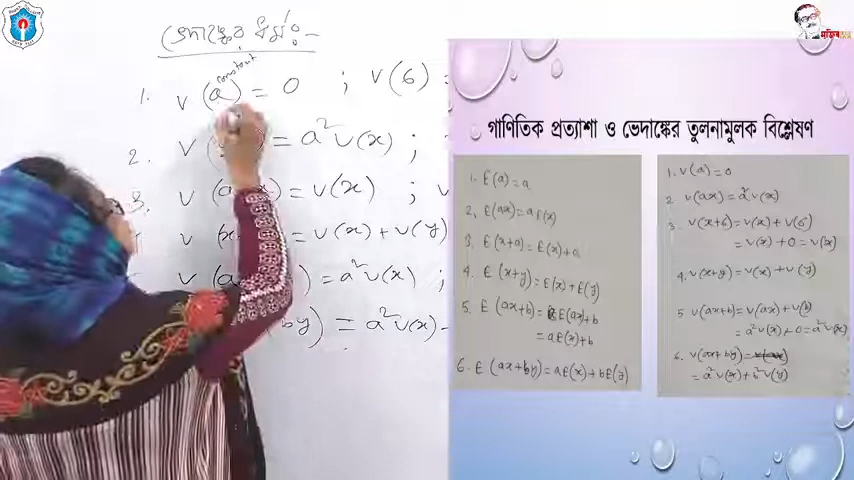 ভেদাঙ্কের ধর্ম:-
constant
1. V(a) = 0 ; V(6) =
2. V( ) = a²V(x) ;
3. V(a x) = V(x) ; V
V(x = V(x) + V(y)
V(a ) = a²V(x) ;
by) = a²V(x) -
গাণিতিক প্রত্যাশা ও ভেদাঙ্কের তুলনামুলক বিশ্লেষণ
1. E(a) = a
2. E(ax) = aE(x)
3. E(x+a) = E(x) + a
4. E(x+y) = E(x) + E(y)
5. E(ax+b) = E(ax) + b
= aE(x) + b
6. E(ax+by) = aE(x) + bE(y)
1. V(a) = 0
2. V(ax) = a²V(x)
3. V(x+6) = V(x) + V(6)
= V(x) + 0 = V(x)
4. V(x+y) = V(x) + V(y)
5. V(ax+b) = V(ax) + V(b)
= a²V(x) + 0 = a²V(x)
6. V(ax+by) =
= a²V(x) + b²V(y)